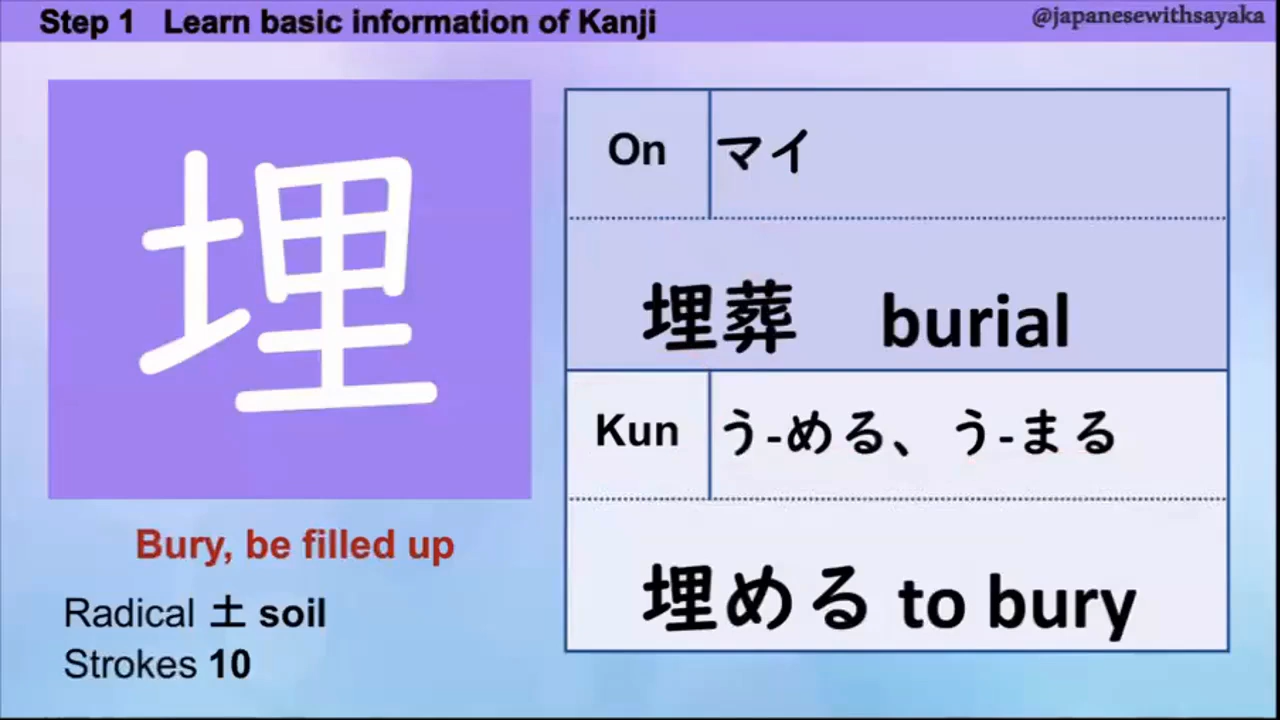 Step 1 Learn basic information of Kanji
@japanesewithsayaka
埋
Bury, be filled up
Radical 土 soil
Strokes 10
On マイ
埋葬 burial
Kun う-める、う-まる
埋める to bury